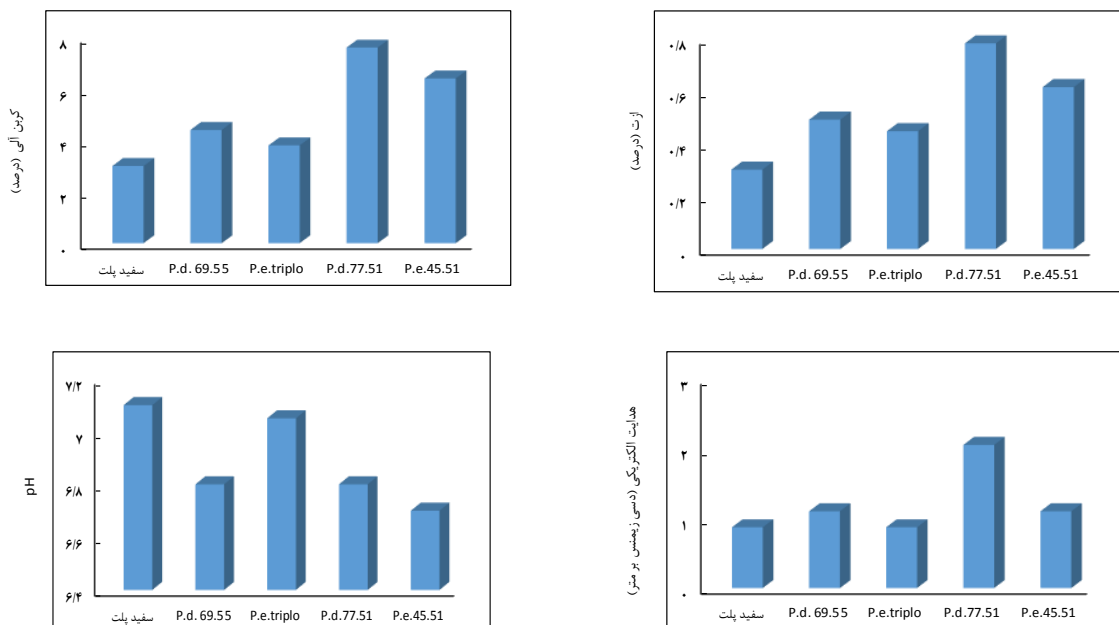 کربن آلی (درصد)
۸
۶
۴
۲
۰
سفید پلت P.d. 69.55 P.e.triplo P.d.77.51 P.e.45.51
ازت (درصد)
۰/۸
۰/۶
۰/۴
۰/۲
۰
سفید پلت P.d. 69.55 P.e.triplo P.d.77.51 P.e.45.51
pH
۷/۲
۷
۶/۸
۶/۶
۶/۴
سفید پلت P.d. 69.55 P.e.triplo P.d.77.51 P.e.45.51
هدایت الکتریکی (دسی زیمنس بر متر)
۳
۲
۱
۰
سفید پلت P.d. 69.55 P.e.triplo P.d.77.51 P.e.45.51